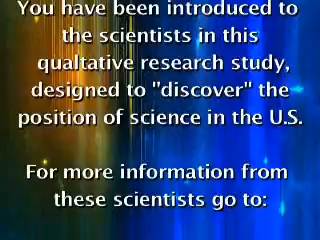 You have been introduced to
the scientists in this
qualtative research study,
designed to "discover" the
position of science in the U.S.
For more information from
these scientists go to: